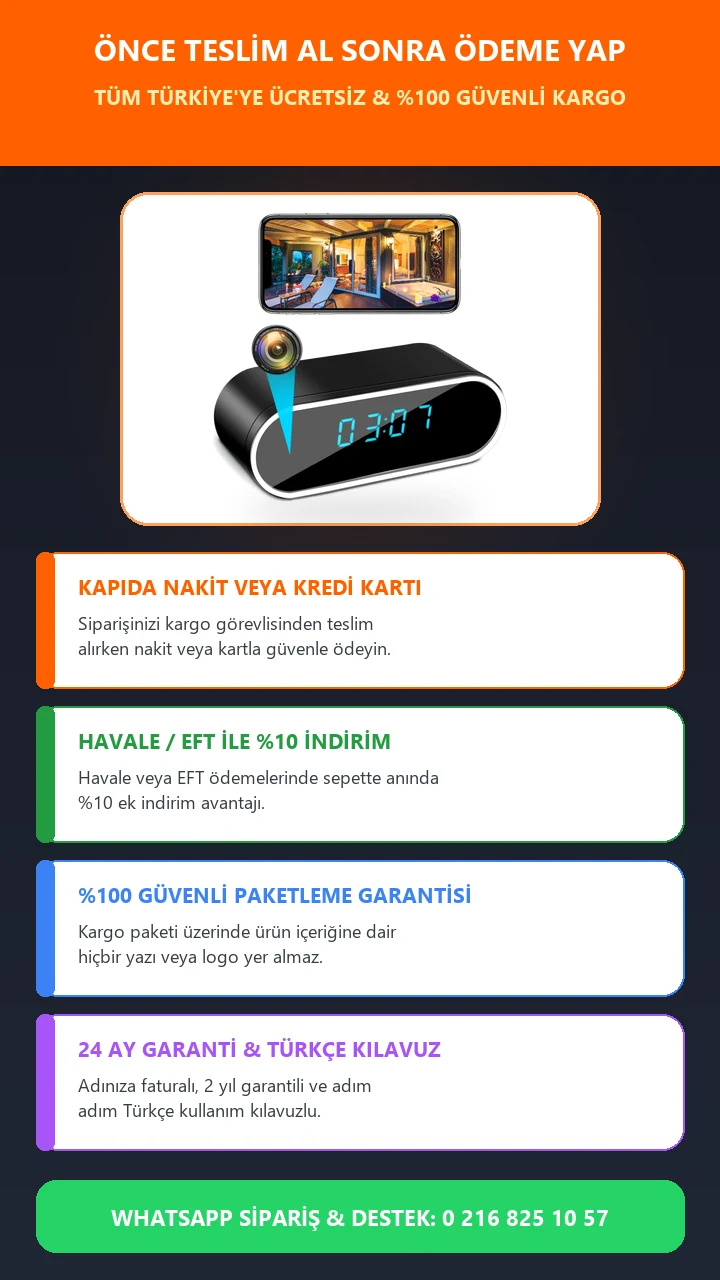 ÖNCE TESLİM AL SONRA ÖDEME YAP
TÜM TÜRKİYE'YE ÜCRETSİZ & %100 GÜVENLİ KARGO
03:07
KAPIDA NAKİT VEYA KREDİ KARTI
Siparişinizi kargo görevlisinden teslim
alırken nakit veya kartla güvenle ödeyin.
HAVALE / EFT İLE %10 İNDİRİM
Havale veya EFT ödemelerinde sepette anında
%10 ek indirim avantajı.
%100 GÜVENLİ PAKETLEME GARANTİSİ
Kargo paketi üzerinde ürün içeriğine dair
hiçbir yazı veya logo yer almaz.
24 AY GARANTİ & TÜRKÇE KILAVUZ
Adınıza faturalı, 2 yıl garantili ve adım
adım Türkçe kullanım kılavuzlu.
WHATSAPP SİPARİŞ & DESTEK: 0 216 825 10 57